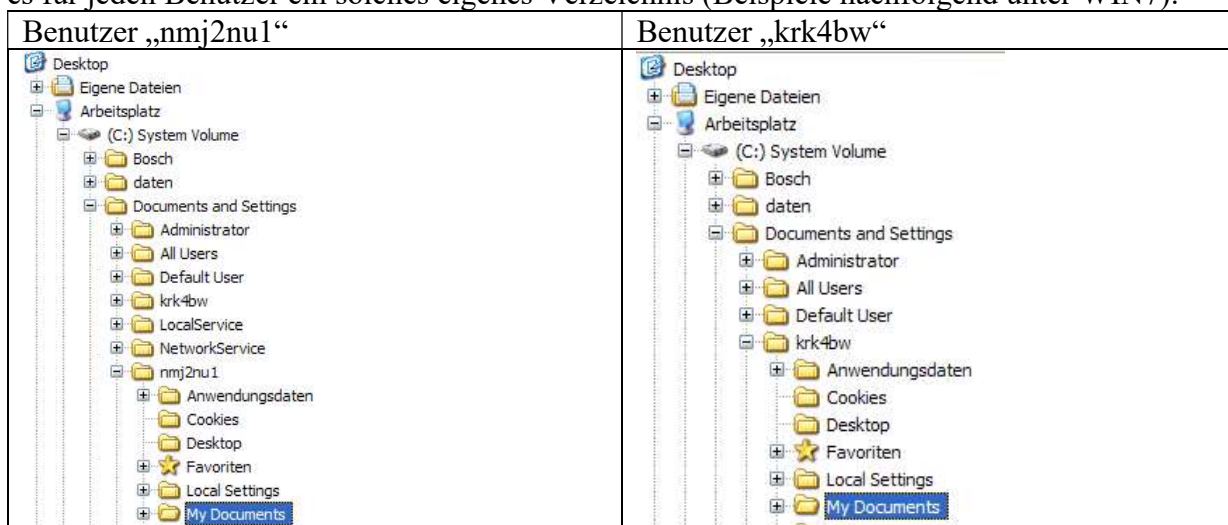 es für jeden Benutzer ein solches eigenes Verzeichnis (Beispiele nachfolgend unter WIN7).
Benutzer „nmj2nu1“
Desktop
Eigene Dateien
Arbeitsplatz
(C:) System Volume
Bosch
daten
Documents and Settings
Administrator
All Users
Default User
krk4bw
LocalService
NetworkService
nmj2nu1
Anwendungsdaten
Cookies
Desktop
Favoriten
Local Settings
My Documents
Benutzer „krk4bw“
Desktop
Eigene Dateien
Arbeitsplatz
(C:) System Volume
Bosch
daten
Documents and Settings
Administrator
All Users
Default User
krk4bw
Anwendungsdaten
Cookies
Desktop
Favoriten
Local Settings
My Documents